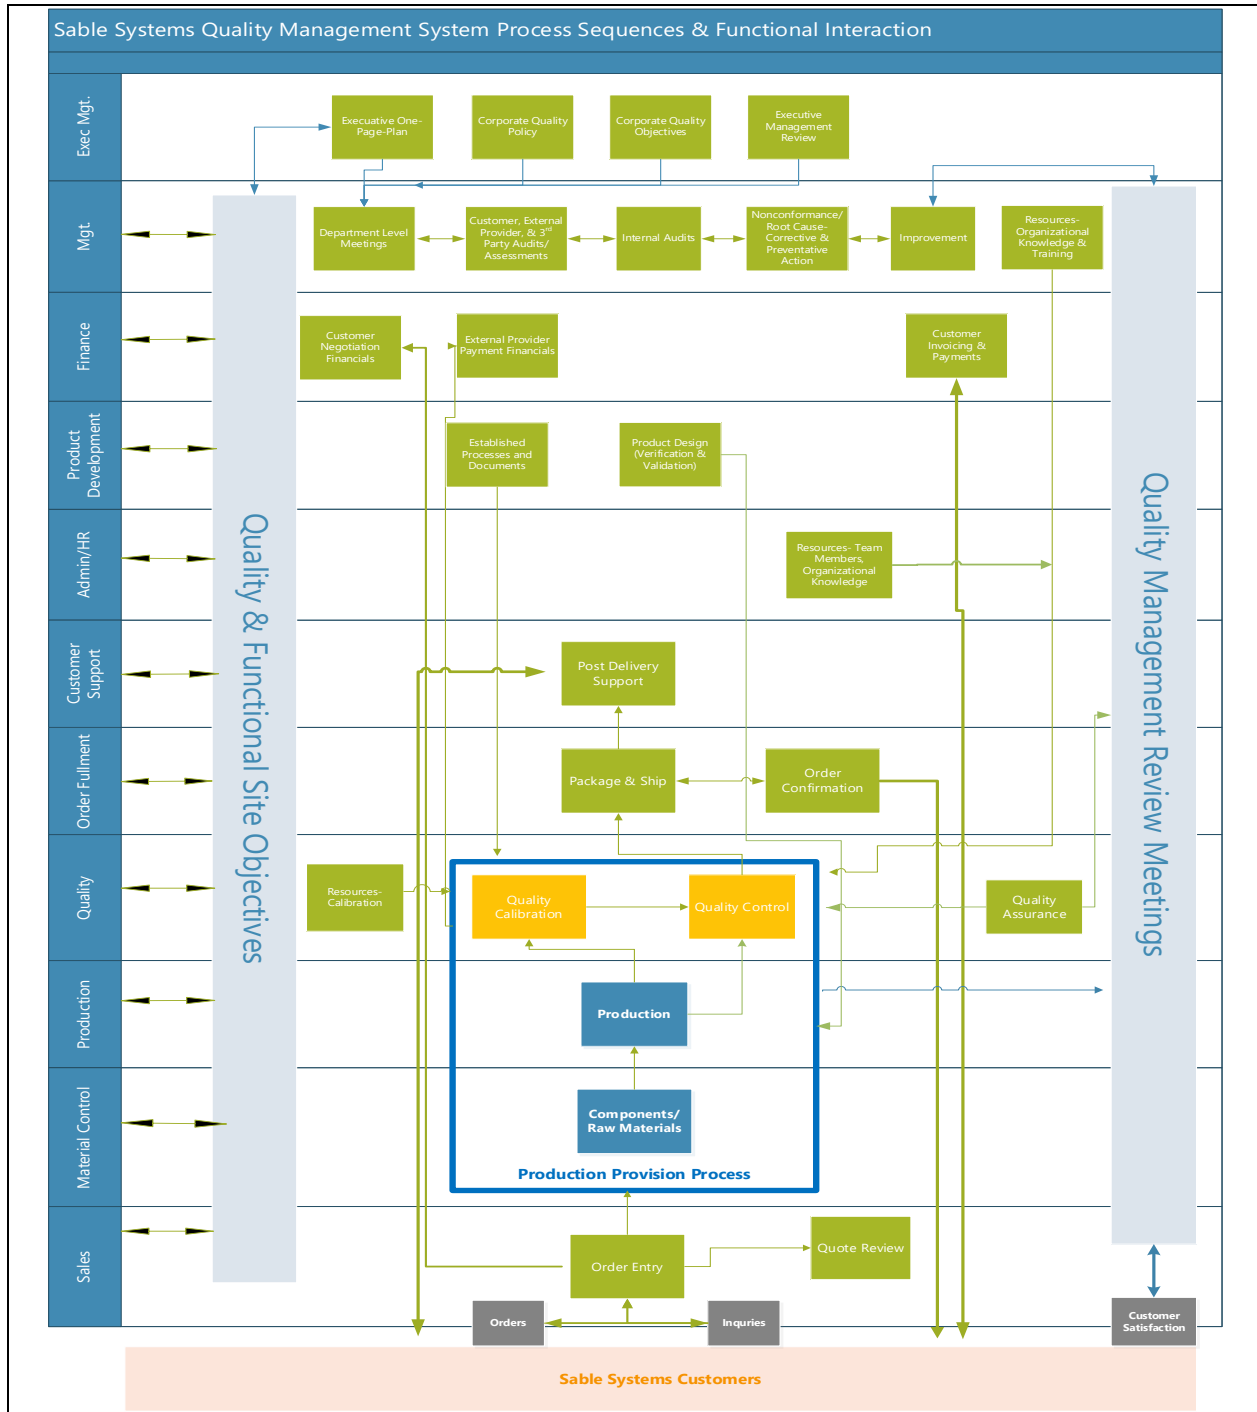 Sable Systems Quality Management System Process Sequences & Functional Interaction
Exec Mgt.
Execuative One-
Page-Plan
Corporate Quality
Policy
Corporate Quality
Objectives
Executive
Management
Review
Mgt.
Department Level
Meetings
Customer, External
Provider, & 3rd
Party Audits/
Assessments
Internal Audits
Nonconformance/
Root Cause-
Corrective &
Preventative
Action
Improvement
Resources-
Organizational
Knowledge &
Training
Finance
Customer
Negotiation
Financials
External Provider
Payment Financials
Customer
Invoicing &
Payments
Product
Development
Established
Processes and
Documents
Product Design
(Verification &
Validation)
Admin/HR
Resources- Team
Members,
Organizational
Knowledge
Quality & Functional Site Objectives
Quality Management Review Meetings
Customer
Support
Post Delivery
Support
Order Fullment
Package & Ship
Order
Confirmation
Quality
Resources-
Calibration
Quality
Calibration
Quality Control
Quality
Assurance
Production
Production
Material Control
Components/
Raw Materials
Production Provision Process
Sales
Order Entry
Quote Review
Orders
Inquries
Customer
Satisfaction
Sable Systems Customers